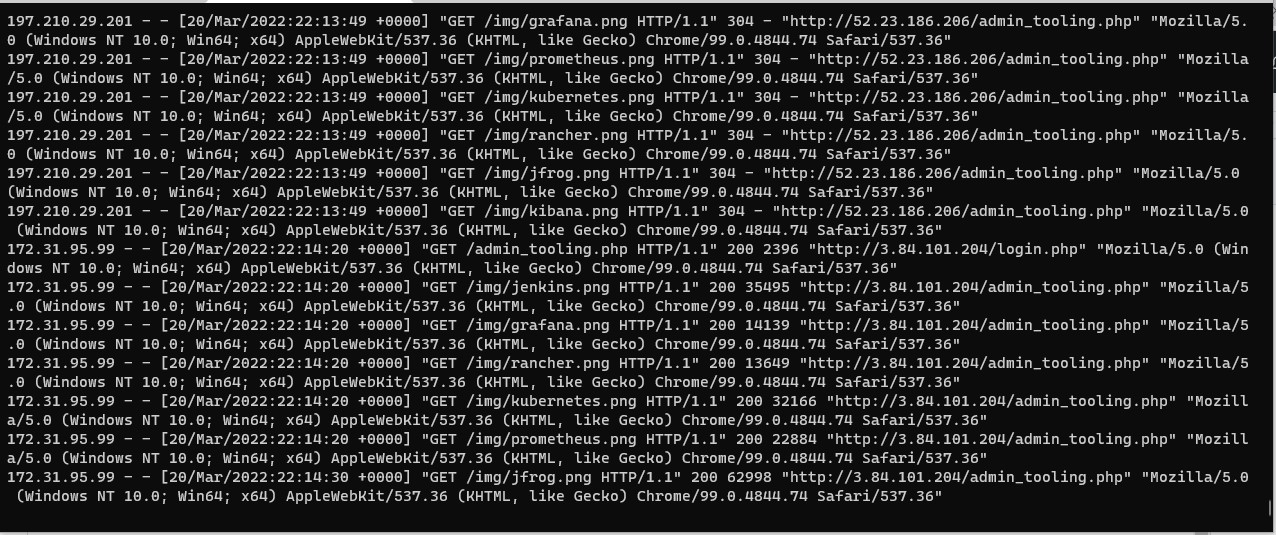 197.210.29.201 - - [20/Mar/2022:22:13:49 +0000] "GET /img/grafana.png HTTP/1.1" 304 - "http://52.23.186.206/admin_tooling.php" "Mozilla/5.
0 (Windows NT 10.0; Win64; x64) AppleWebKit/537.36 (KHTML, like Gecko) Chrome/99.0.4844.74 Safari/537.36"
197.210.29.201 - - [20/Mar/2022:22:13:49 +0000] "GET /img/prometheus.png HTTP/1.1" 304 - "http://52.23.186.206/admin_tooling.php" "Mozilla
/5.0 (Windows NT 10.0; Win64; x64) AppleWebKit/537.36 (KHTML, like Gecko) Chrome/99.0.4844.74 Safari/537.36"
197.210.29.201 - - [20/Mar/2022:22:13:49 +0000] "GET /img/kubernetes.png HTTP/1.1" 304 - "http://52.23.186.206/admin_tooling.php" "Mozilla
/5.0 (Windows NT 10.0; Win64; x64) AppleWebKit/537.36 (KHTML, like Gecko) Chrome/99.0.4844.74 Safari/537.36"
197.210.29.201 - - [20/Mar/2022:22:13:49 +0000] "GET /img/rancher.png HTTP/1.1" 304 - "http://52.23.186.206/admin_tooling.php" "Mozilla/5.
0 (Windows NT 10.0; Win64; x64) AppleWebKit/537.36 (KHTML, like Gecko) Chrome/99.0.4844.74 Safari/537.36"
197.210.29.201 - - [20/Mar/2022:22:13:49 +0000] "GET /img/jfrog.png HTTP/1.1" 304 - "http://52.23.186.206/admin_tooling.php" "Mozilla/5.0
(Windows NT 10.0; Win64; x64) AppleWebKit/537.36 (KHTML, like Gecko) Chrome/99.0.4844.74 Safari/537.36"
197.210.29.201 - - [20/Mar/2022:22:13:49 +0000] "GET /img/kibana.png HTTP/1.1" 304 - "http://52.23.186.206/admin_tooling.php" "Mozilla/5.0
(Windows NT 10.0; Win64; x64) AppleWebKit/537.36 (KHTML, like Gecko) Chrome/99.0.4844.74 Safari/537.36"
172.31.95.99 - - [20/Mar/2022:22:14:20 +0000] "GET /admin_tooling.php HTTP/1.1" 200 2396 "http://3.84.101.204/login.php" "Mozilla/5.0 (Win
dows NT 10.0; Win64; x64) AppleWebKit/537.36 (KHTML, like Gecko) Chrome/99.0.4844.74 Safari/537.36"
172.31.95.99 - - [20/Mar/2022:22:14:20 +0000] "GET /img/jenkins.png HTTP/1.1" 200 35495 "http://3.84.101.204/admin_tooling.php" "Mozilla/5
.0 (Windows NT 10.0; Win64; x64) AppleWebKit/537.36 (KHTML, like Gecko) Chrome/99.0.4844.74 Safari/537.36"
172.31.95.99 - - [20/Mar/2022:22:14:20 +0000] "GET /img/grafana.png HTTP/1.1" 200 14139 "http://3.84.101.204/admin_tooling.php" "Mozilla/5
.0 (Windows NT 10.0; Win64; x64) AppleWebKit/537.36 (KHTML, like Gecko) Chrome/99.0.4844.74 Safari/537.36"
172.31.95.99 - - [20/Mar/2022:22:14:20 +0000] "GET /img/rancher.png HTTP/1.1" 200 13649 "http://3.84.101.204/admin_tooling.php" "Mozilla/5
.0 (Windows NT 10.0; Win64; x64) AppleWebKit/537.36 (KHTML, like Gecko) Chrome/99.0.4844.74 Safari/537.36"
172.31.95.99 - - [20/Mar/2022:22:14:20 +0000] "GET /img/kubernetes.png HTTP/1.1" 200 32166 "http://3.84.101.204/admin_tooling.php" "Mozill
a/5.0 (Windows NT 10.0; Win64; x64) AppleWebKit/537.36 (KHTML, like Gecko) Chrome/99.0.4844.74 Safari/537.36"
172.31.95.99 - - [20/Mar/2022:22:14:20 +0000] "GET /img/prometheus.png HTTP/1.1" 200 22884 "http://3.84.101.204/admin_tooling.php" "Mozill
a/5.0 (Windows NT 10.0; Win64; x64) AppleWebKit/537.36 (KHTML, like Gecko) Chrome/99.0.4844.74 Safari/537.36"
172.31.95.99 - - [20/Mar/2022:22:14:30 +0000] "GET /img/jfrog.png HTTP/1.1" 200 62998 "http://3.84.101.204/admin_tooling.php" "Mozilla/5.0
(Windows NT 10.0; Win64; x64) AppleWebKit/537.36 (KHTML, like Gecko) Chrome/99.0.4844.74 Safari/537.36"